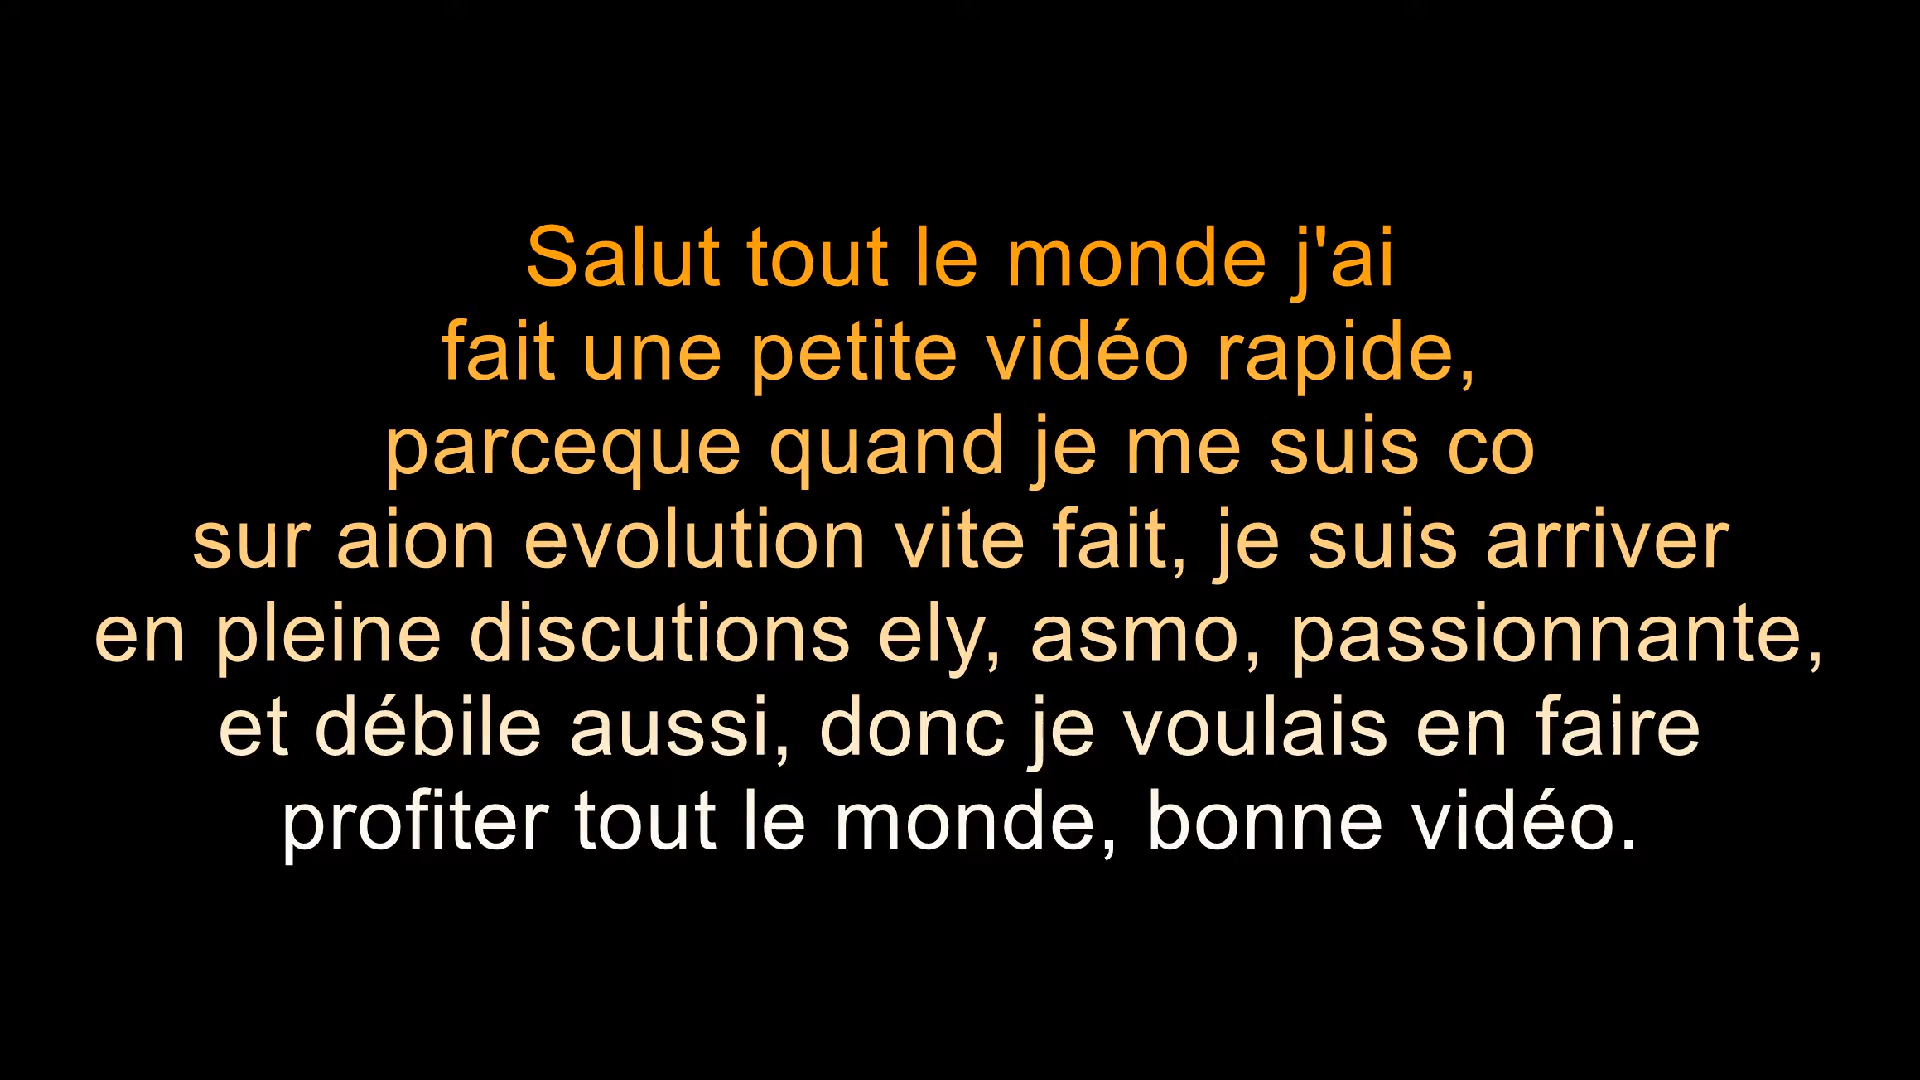 Salut tout le monde j'ai
fait une petite vidéo rapide,
parceque quand je me suis co
sur aion evolution vite fait, je suis arriver
en pleine discutions ely, asmo, passionnante,
et débile aussi, donc je voulais en faire
profiter tout le monde, bonne vidéo.